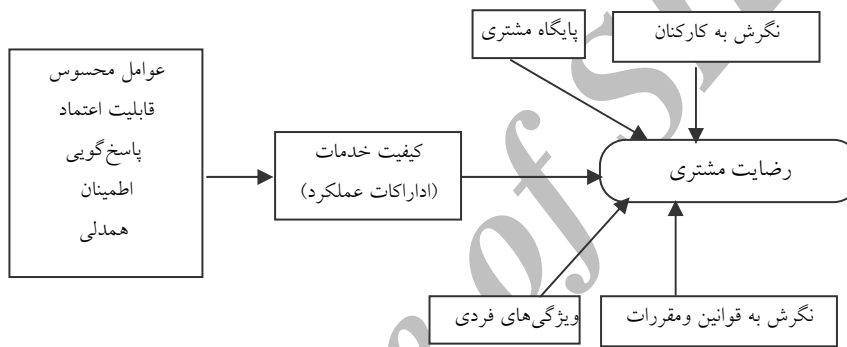 نگرش به کارکنان
پایگاه مشتری
عوامل محسوس
قابلیت اعتماد
پاسخ‌گویی
اطمینان
همدلی
کیفیت خدمات
(اداراکات عملکرد)
رضایت مشتری
ویژگی‌های فردی
نگرش به قوانین ومقررات
of